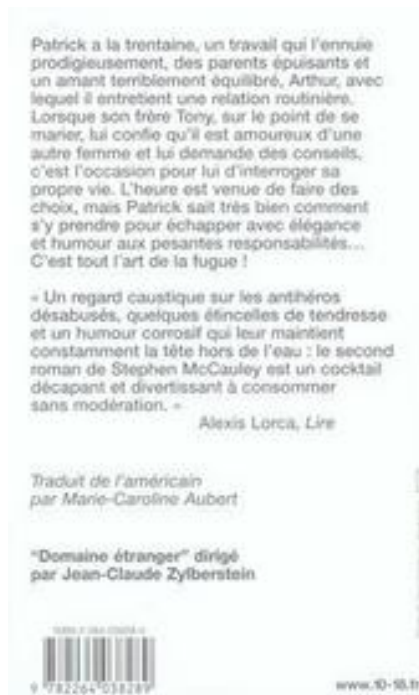 Patrick a la trentaine, un travail qui l'ennuie
prodigieusement, des parents épuisants et
un amant terriblement équilibré, Arthur, avec
lequel il entretient une relation routinière.
Lorsque son frère Tony, sur le point de se
marier, lui confie qu'il est amoureux d'une
autre femme et lui demande des conseils,
c'est l'occasion pour lui d'interroger sa
propre vie. L'heure est venue de faire des
choix, mais Patrick sait très bien comment
s'y prendre pour échapper avec élégance
et humour aux pesantes responsabilités...
C'est tout l'art de la fugue !
« Un regard caustique sur les antihéros
désabusés, quelques étincelles de tendresse
et un humour corrosif qui leur maintient
constamment la tête hors de l'eau : le second
roman de Stephen McCauley est un cocktail
décapant et divertissant à consommer
sans modération. »
Alexis Lorca, Lire
Traduit de l'américain
par Marie-Caroline Aubert
"Domaine étranger" dirigé
par Jean-Claude Zylberstein
9 782264 038289
www.10-18.fr